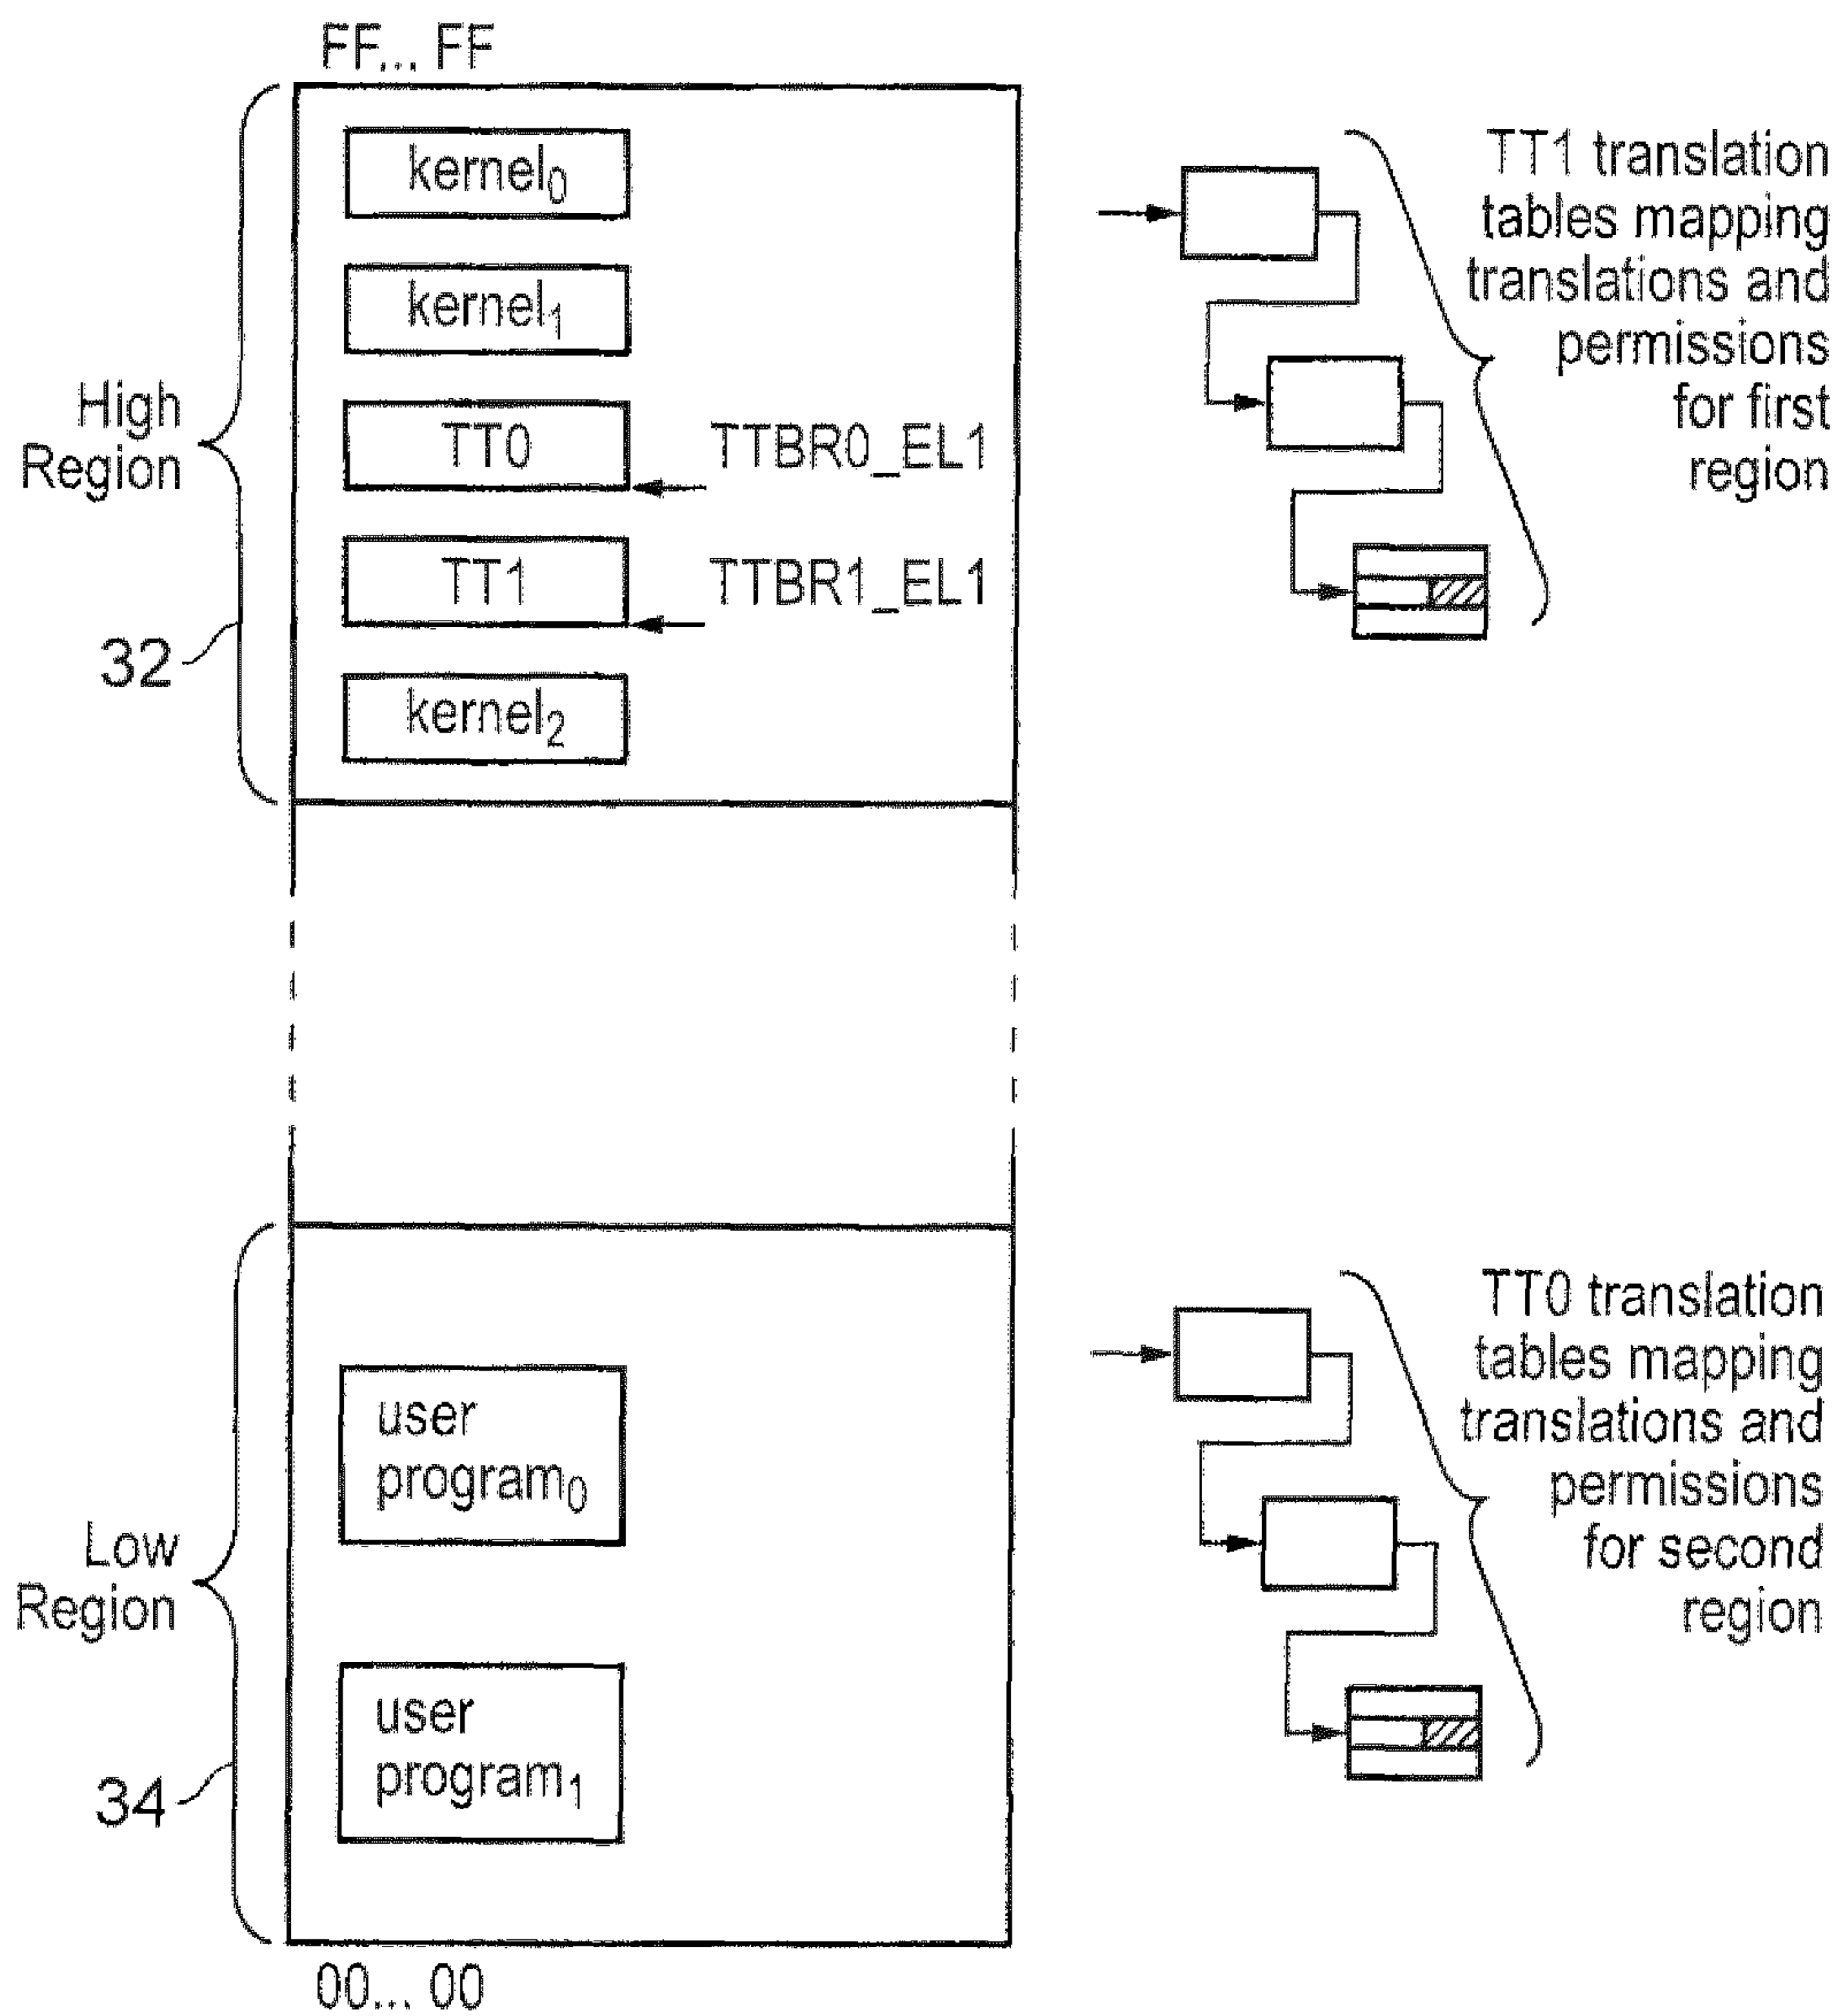 FF... FF
kernel0
kernel1
High
Region
TT0
TTBR0_EL1
TT1
TTBR1_EL1
32
kernel2
TT1 translation
tables mapping
translations and
permissions
for first
region
user
program0
Low
Region
user
program1
34
00... 00
TT0 translation
tables mapping
translations and
permissions
for second
region